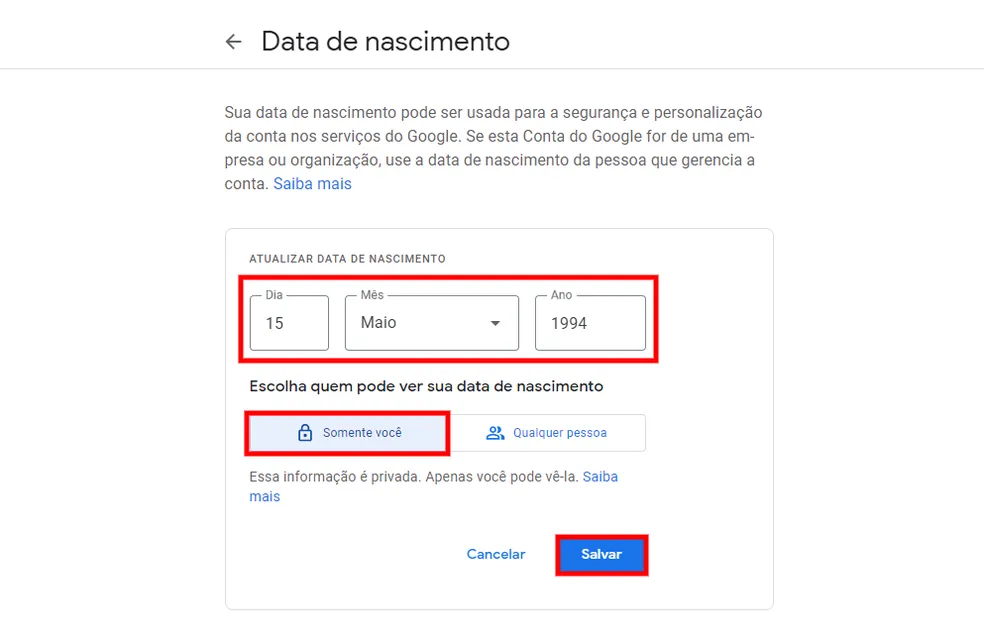 Data de nascimento
Sua data de nascimento pode ser usada para a segurança e personalização
da conta nos serviços do Google. Se esta Conta do Google for de uma em-
presa ou organização, use a data de nascimento da pessoa que gerencia a
conta. Saiba mais
ATUALIZAR DATA DE NASCIMENTO
Dia Mês Ano
15 Maio 1994
Escolha quem pode ver sua data de nascimento
Somente você Qualquer pessoa
Essa informação é privada. Apenas você pode vê-la. Saiba
mais
Cancelar Salvar